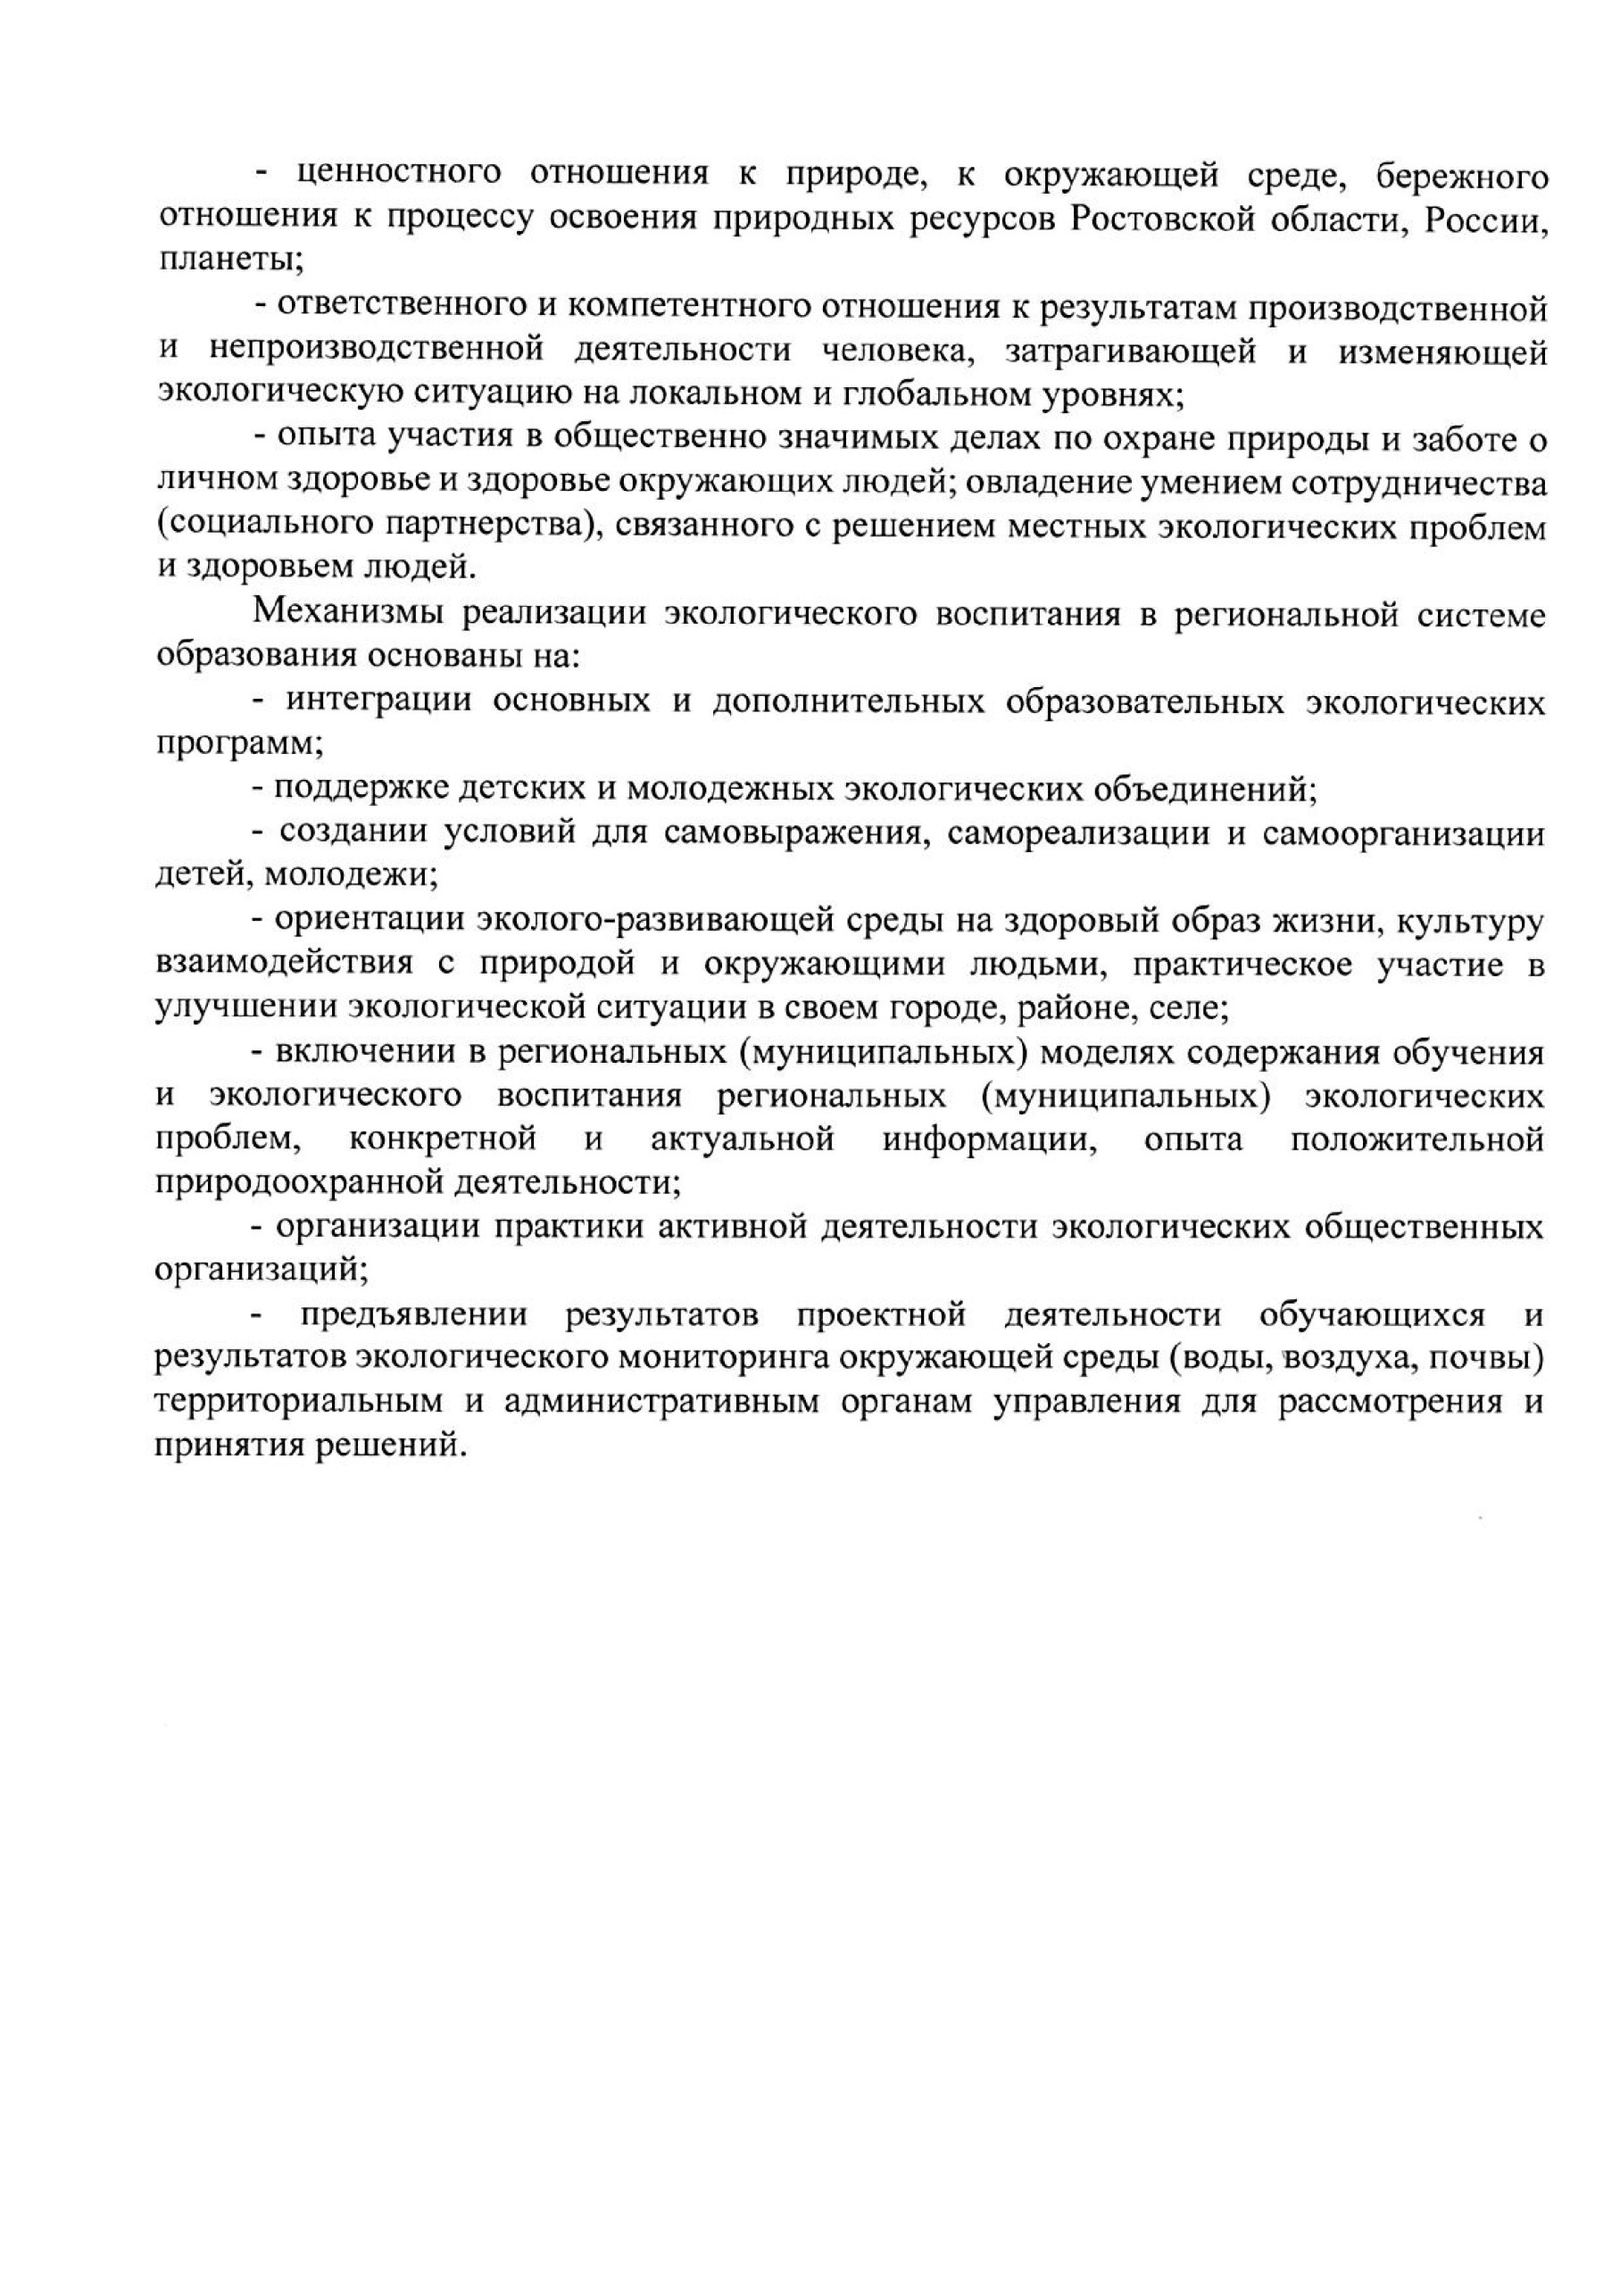 - ценностного отношения к природе, к окружающей среде, бережного
отношения к процессу освоения природных ресурсов Ростовской области, России,
планеты;
- ответственного и компетентного отношения к результатам производственной
и непроизводственной деятельности человека, затрагивающей и изменяющей
экологическую ситуацию на локальном и глобальном уровнях;
- опыта участия в общественно значимых делах по охране природы и заботе о
личном здоровье и здоровье окружающих людей; овладение умением сотрудничества
(социального партнерства), связанного с решением местных экологических проблем
и здоровьем людей.
Механизмы реализации экологического воспитания в региональной системе
образования основаны на:
- интеграции основных и дополнительных образовательных экологических
программ;
- поддержке детских и молодежных экологических объединений;
- создании условий для самовыражения, самореализации и самоорганизации
детей, молодежи;
- ориентации эколого-развивающей среды на здоровый образ жизни, культуру
взаимодействия с природой и окружающими людьми, практическое участие в
улучшении экологической ситуации в своем городе, районе, селе;
- включении в региональных (муниципальных) моделях содержания обучения
и экологического воспитания региональных (муниципальных) экологических
проблем, конкретной и актуальной информации, опыта положительной
природоохранной деятельности;
- организации практики активной деятельности экологических общественных
организаций;
- предъявлении результатов проектной деятельности обучающихся и
результатов экологического мониторинга окружающей среды (воды, воздуха, почвы)
территориальным и административным органам управления для рассмотрения и
принятия решений.